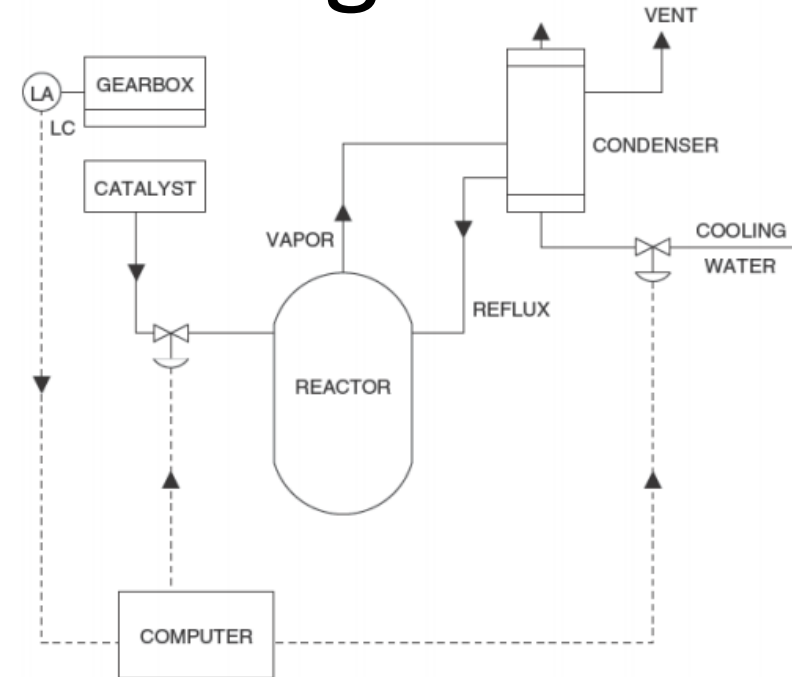 g
VENT
GEARBOX
LA
LC
CONDENSER
CATALYST
COOLING
WATER
VAPOR
REFLUX
REACTOR
COMPUTER